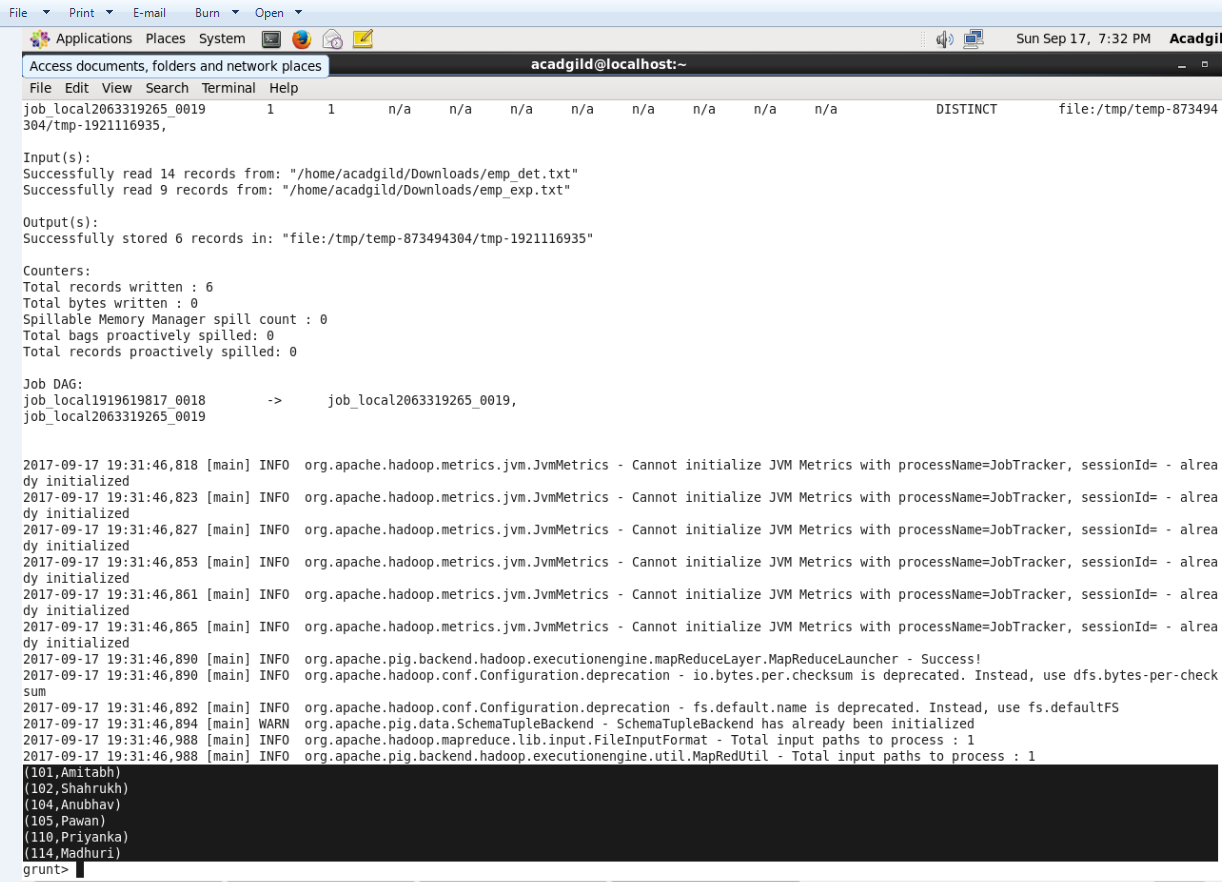 File Print E-mail Burn Open
Applications Places System Sun Sep 17, 7:32 PM Acadgil
Access documents, folders and network places acadgild@localhost:~
File Edit View Search Terminal Help
job_local2063319265_0019 1 1 n/a n/a n/a n/a n/a n/a n/a n/a DISTINCT file:/tmp/temp-873494
304/tmp-1921116935,
Input(s):
Successfully read 14 records from: "/home/acadgild/Downloads/emp_det.txt"
Successfully read 9 records from: "/home/acadgild/Downloads/emp_exp.txt"
Output(s):
Successfully stored 6 records in: "file:/tmp/temp-873494304/tmp-1921116935"
Counters:
Total records written : 6
Total bytes written : 0
Spillable Memory Manager spill count : 0
Total bags proactively spilled: 0
Total records proactively spilled: 0
Job DAG:
job_local1919619817_0018 -> job_local2063319265_0019,
job_local2063319265_0019
2017-09-17 19:31:46,818 [main] INFO org.apache.hadoop.metrics.jvm.JvmMetrics - Cannot initialize JVM Metrics with processName=JobTracker, sessionId= - alrea
dy initialized
2017-09-17 19:31:46,823 [main] INFO org.apache.hadoop.metrics.jvm.JvmMetrics - Cannot initialize JVM Metrics with processName=JobTracker, sessionId= - alrea
dy initialized
2017-09-17 19:31:46,827 [main] INFO org.apache.hadoop.metrics.jvm.JvmMetrics - Cannot initialize JVM Metrics with processName=JobTracker, sessionId= - alrea
dy initialized
2017-09-17 19:31:46,853 [main] INFO org.apache.hadoop.metrics.jvm.JvmMetrics - Cannot initialize JVM Metrics with processName=JobTracker, sessionId= - alrea
dy initialized
2017-09-17 19:31:46,861 [main] INFO org.apache.hadoop.metrics.jvm.JvmMetrics - Cannot initialize JVM Metrics with processName=JobTracker, sessionId= - alrea
dy initialized
2017-09-17 19:31:46,865 [main] INFO org.apache.hadoop.metrics.jvm.JvmMetrics - Cannot initialize JVM Metrics with processName=JobTracker, sessionId= - alrea
dy initialized
2017-09-17 19:31:46,890 [main] INFO org.apache.pig.backend.hadoop.executionengine.mapReduceLayer.MapReduceLauncher - Success!
2017-09-17 19:31:46,890 [main] INFO org.apache.hadoop.conf.Configuration.deprecation - io.bytes.per.checksum is deprecated. Instead, use dfs.bytes-per-check
sum
2017-09-17 19:31:46,892 [main] INFO org.apache.hadoop.conf.Configuration.deprecation - fs.default.name is deprecated. Instead, use fs.defaultFS
2017-09-17 19:31:46,894 [main] WARN org.apache.pig.data.SchemaTupleBackend - SchemaTupleBackend has already been initialized
2017-09-17 19:31:46,988 [main] INFO org.apache.hadoop.mapreduce.lib.input.FileInputFormat - Total input paths to process : 1
2017-09-17 19:31:46,988 [main] INFO org.apache.pig.backend.hadoop.executionengine.util.MapRedUtil - Total input paths to process : 1
(101,Amitabh)
(102,Shahrukh)
(104,Anubhav)
(105,Pawan)
(110,Priyanka)
(114,Madhuri)
grunt>